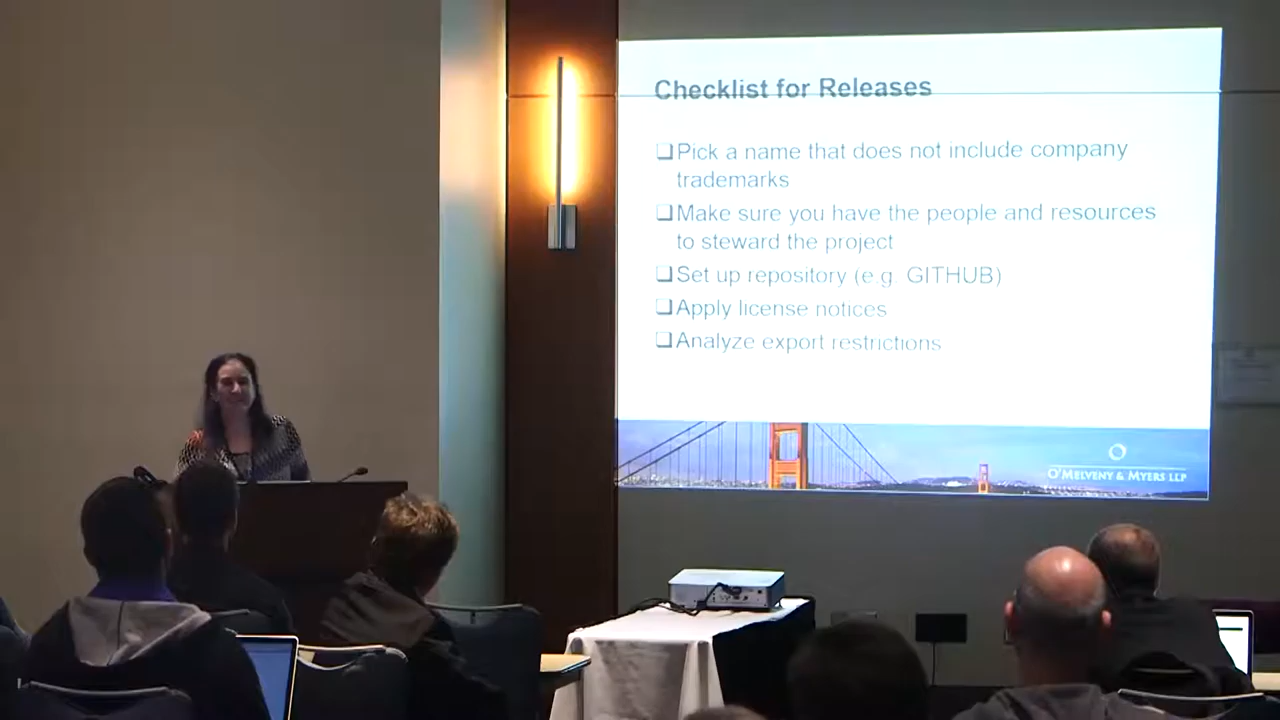 Checklist for Releases
❑Pick a name that does not include company
trademarks
❑Make sure you have the people and resources
to steward the project
❑Set up repository (e.g. GITHUB)
❑Apply license notices
❑Analyze export restrictions
O'MELVENY & MYERS LLP